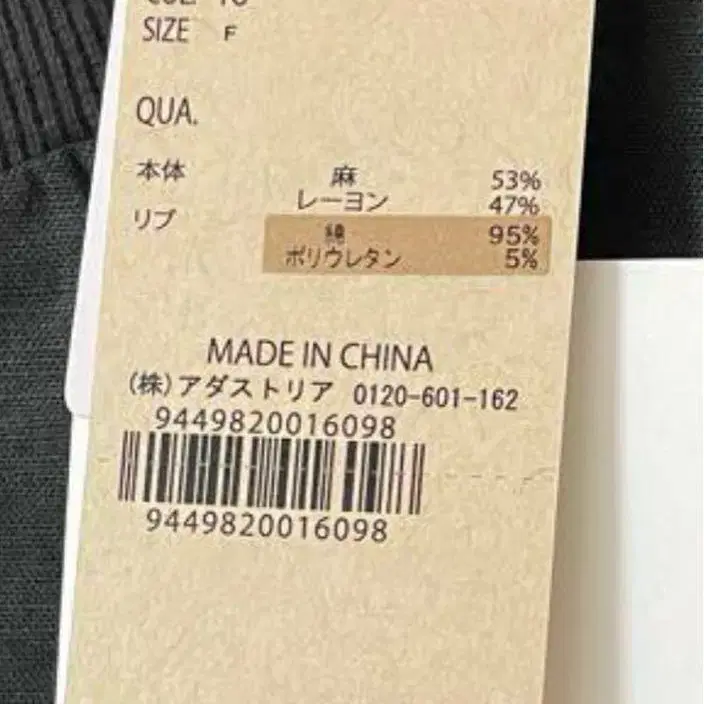 SIZE F
QUA.
本体 麻 53%
レーヨン 47%
リブ 綿 95%
ポリウレタン 5%
MADE IN CHINA
(株)アダストリア 0120-601-162
9449820016098
9449820016098